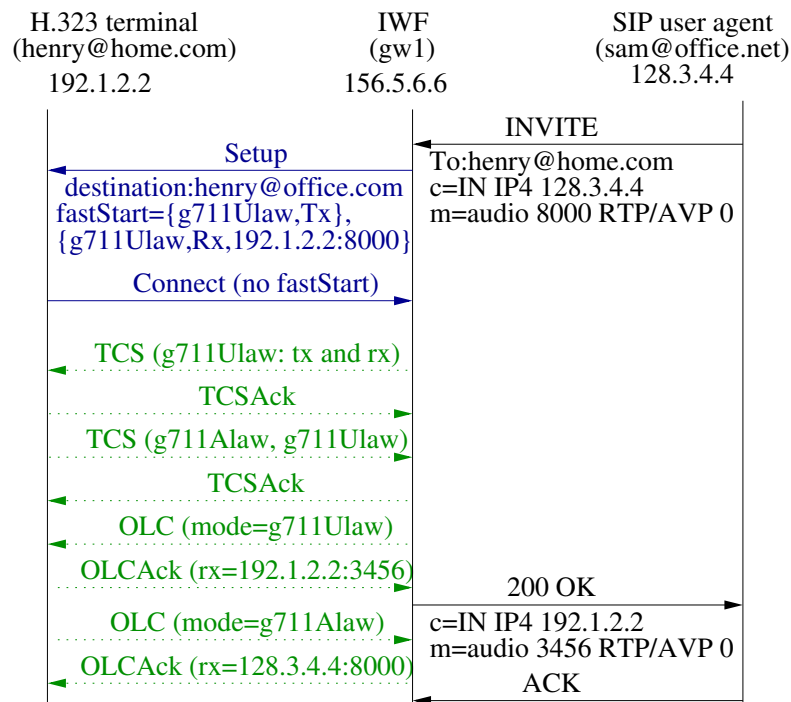 H.323 terminal
(henry@home.com)
192.1.2.2
IWF
(gw1)
156.5.6.6
SIP user agent
(sam@office.net)
128.3.4.4
INVITE
To:henry@home.com
c=IN IP4 128.3.4.4
m=audio 8000 RTP/AVP 0
Setup
destination:henry@office.com
fastStart={g711Ulaw,Tx},
{g711Ulaw,Rx,192.1.2.2:8000}
Connect (no fastStart)
TCS (g711Ulaw: tx and rx)
TCSAck
TCS (g711Alaw, g711Ulaw)
TCSAck
OLC (mode=g711Ulaw)
OLCAck (rx=192.1.2.2:3456)
200 OK
c=IN IP4 192.1.2.2
m=audio 3456 RTP/AVP 0
OLC (mode=g711Alaw)
OLCAck (rx=128.3.4.4:8000)
ACK